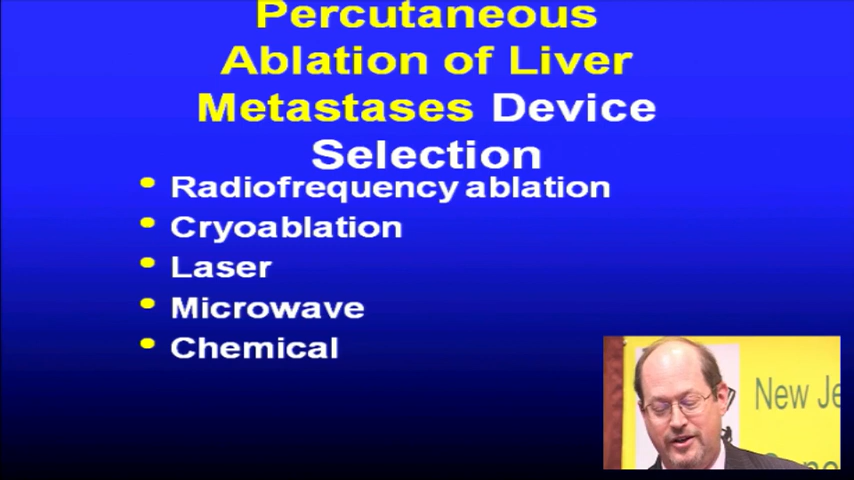 Percutaneous
Ablation of Liver
Metastases Device
Selection
• Radiofrequency ablation
• Cryoablation
• Laser
• Microwave
• Chemical
New Je